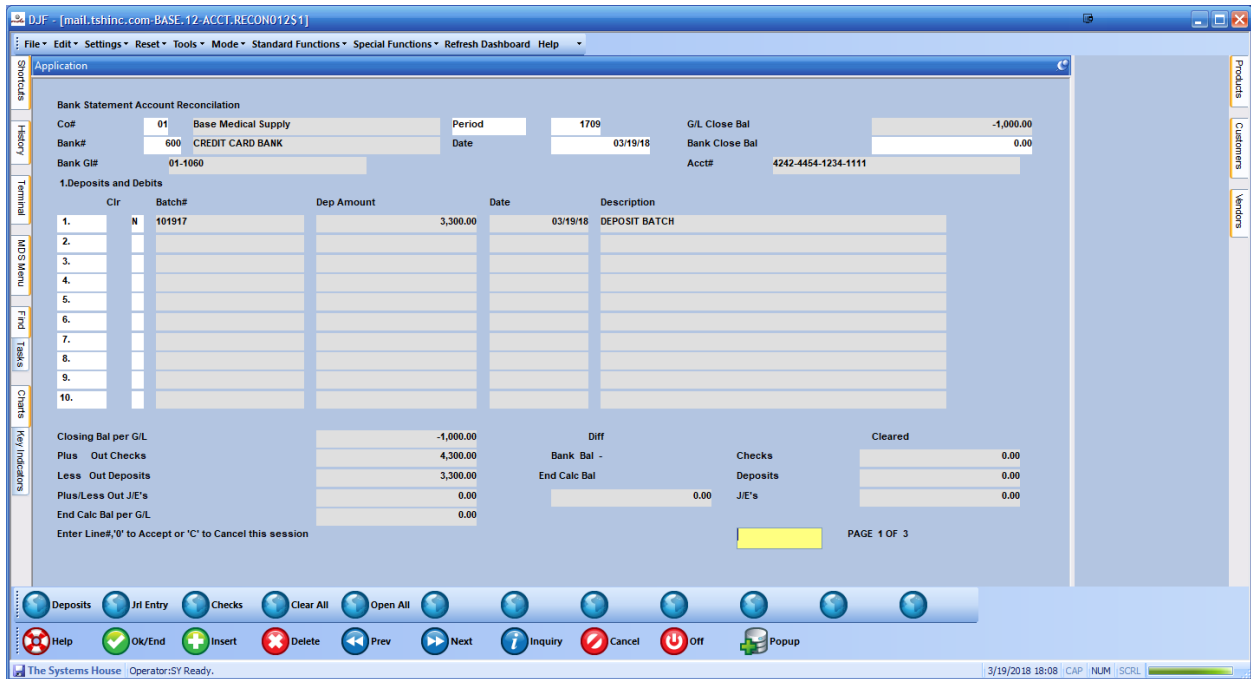 DJF - [mail.tshinc.com-BASE.12-ACCT.RECON012S1]
File Edit Settings Reset Tools Mode Standard Functions Special Functions Refresh Dashboard Help
Shortcuts
History
Terminal
MDS Menu
Find
Tasks
Charts
Key Indicators
Application
Products
Customers
Vendors
Bank Statement Account Reconcilation
Co# 01 Base Medical Supply Period 1709 G/L Close Bal -1,000.00
Bank# 600 CREDIT CARD BANK Date 03/19/18 Bank Close Bal 0.00
Bank Gl# 01-1060 Acct# 4242-4454-1234-1111
1.Deposits and Debits
Clr Batch# Dep Amount Date Description
1. N 101917 3,300.00 03/19/18 DEPOSIT BATCH
2.
3.
4.
5.
6.
7.
8.
9.
10.
Closing Bal per G/L -1,000.00 Diff Cleared
Plus Out Checks 4,300.00 Bank Bal - Checks 0.00
Less Out Deposits 3,300.00 End Calc Bal Deposits 0.00
Plus/Less Out J/E's 0.00 0.00 J/E's 0.00
End Calc Bal per G/L 0.00
Enter Line#,'0' to Accept or 'C' to Cancel this session PAGE 1 OF 3
Deposits Jrl Entry Checks Clear All Open All
Help Ok/End Insert Delete Prev Next Inquiry Cancel Off Popup
The Systems House Operator:SY Ready. 3/19/2018 18:08 CAP NUM SCRL